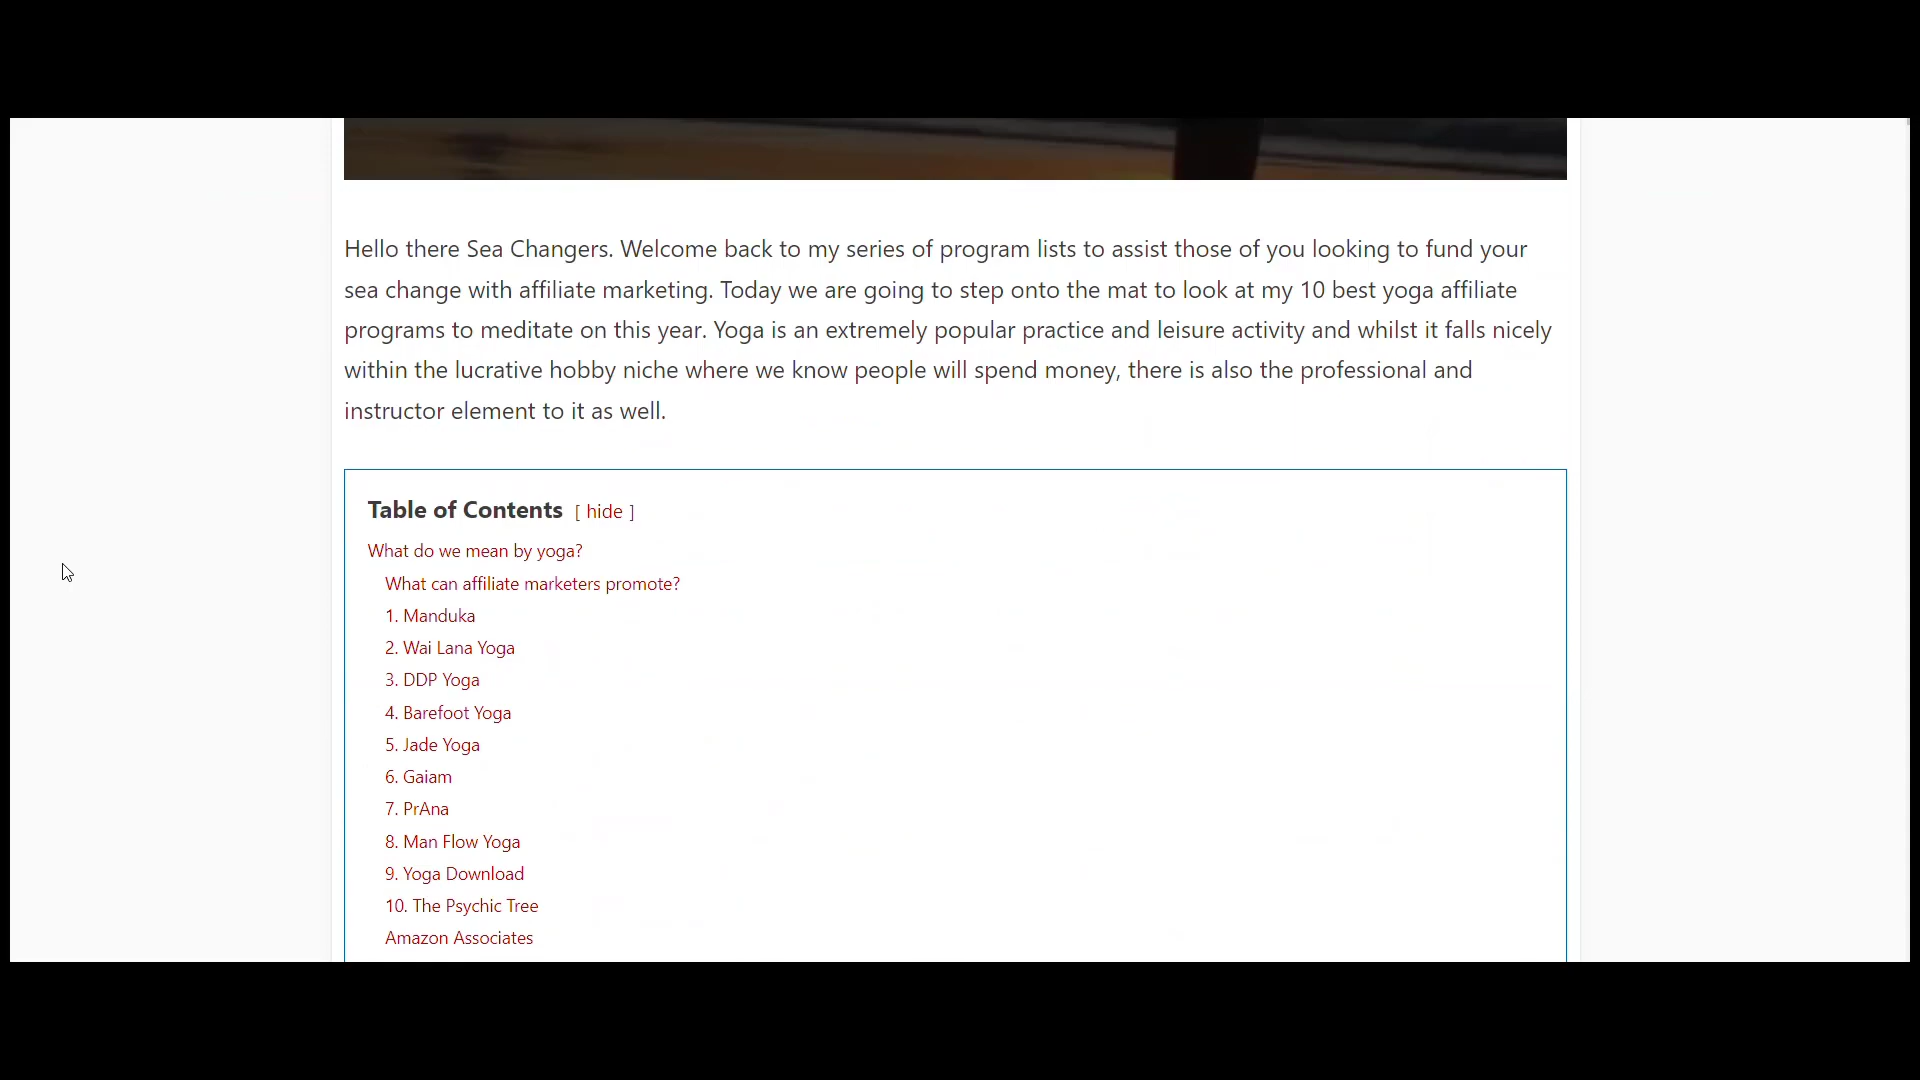 Hello there Sea Changers. Welcome back to my series of program lists to assist those of you looking to fund your
sea change with affiliate marketing. Today we are going to step onto the mat to look at my 10 best yoga affiliate
programs to meditate on this year. Yoga is an extremely popular practice and leisure activity and whilst it falls nicely
within the lucrative hobby niche where we know people will spend money, there is also the professional and
instructor element to it as well.
Table of Contents [ hide ]
What do we mean by yoga?
What can affiliate marketers promote?
1. Manduka
2. Wai Lana Yoga
3. DDP Yoga
4. Barefoot Yoga
5. Jade Yoga
6. Gaiam
7. PrAna
8. Man Flow Yoga
9. Yoga Download
10. The Psychic Tree
Amazon Associates